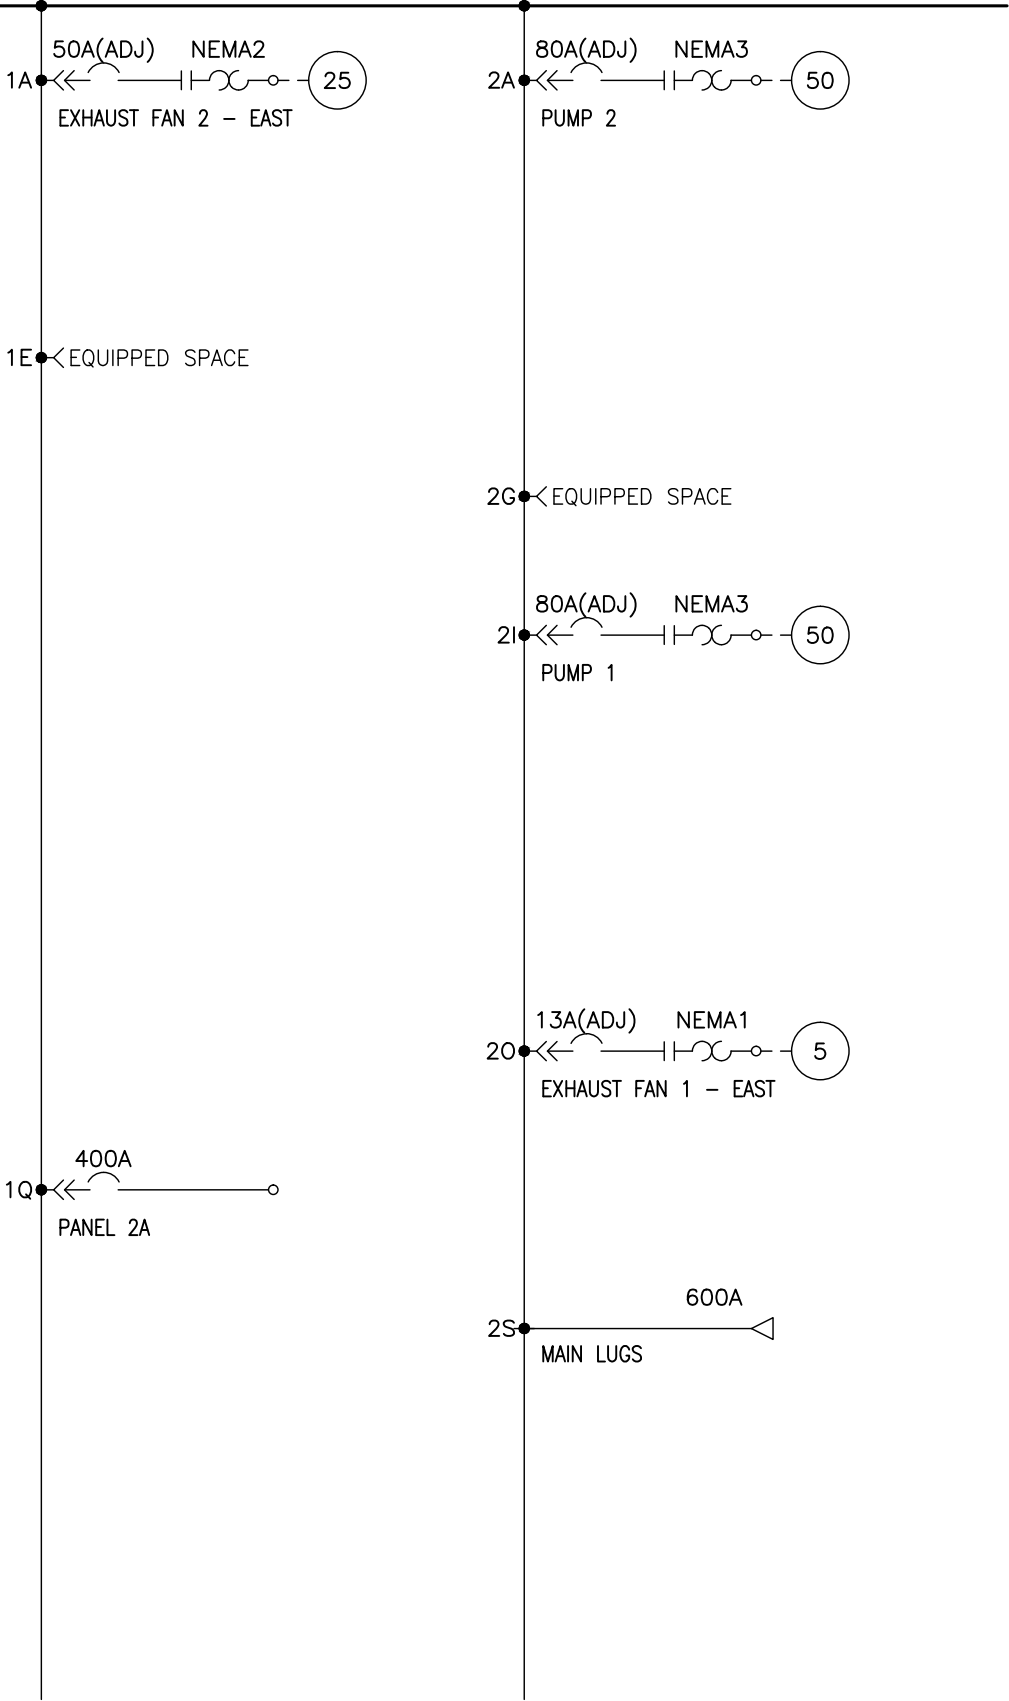 50A(ADJ) NEMA2
1A 25
EXHAUST FAN 2 - EAST
1E EQUIPPED SPACE
400A
1Q
PANEL 2A
80A(ADJ) NEMA3
2A 50
PUMP 2
2G EQUIPPED SPACE
80A(ADJ) NEMA3
2I 50
PUMP 1
13A(ADJ) NEMA1
2O 5
EXHAUST FAN 1 - EAST
600A
2S
MAIN LUGS